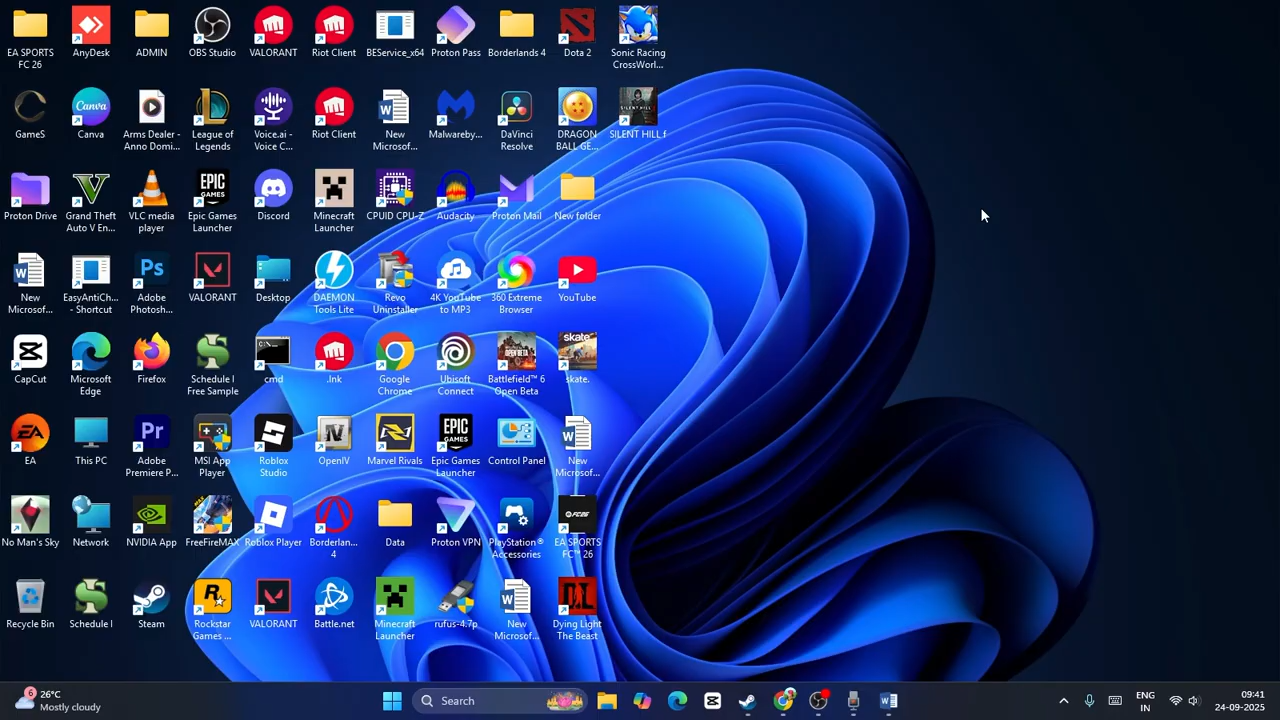 EA SPORTS
FC 26
AnyDesk
ADMIN
OBS Studio
VALORANT
Riot Client
BEService_x64
Proton Pass
Borderlands 4
Dota 2
Sonic Racing
CrossWorl...
GameS
Canva
Arms Dealer -
Anno Domi...
League of
Legends
Voice.ai -
Voice C...
Riot Client
New
Microsof...
Malwareby...
DaVinci
Resolve
DRAGON
BALL GE...
SILENT HILL f
Proton Drive
Grand Theft
Auto V En...
VLC media
player
Epic Games
Launcher
Discord
Minecraft
Launcher
CPUID CPU-Z
Audacity
Proton Mail
New folder
New
Microsof...
EasyAntiCh...
- Shortcut
Adobe
Photosh...
VALORANT
Desktop
DAEMON
Tools Lite
Revo
Uninstaller
4K YouTube
to MP3
360 Extreme
Browser
YouTube
CapCut
Microsoft
Edge
Firefox
Schedule I
Free Sample
cmd
.lnk
Google
Chrome
Ubisoft
Connect
Battlefield™ 6
Open Beta
skate.
EA
This PC
Adobe
Premiere P...
MSI App
Player
Roblox
Studio
OpenIV
Marvel Rivals
Epic Games
Launcher
Control Panel
New
Microsof...
No Man's Sky
Network
NVIDIA App
FreeFireMAX
Roblox Player
Borderlan...
4
Data
Proton VPN
PlayStation®
Accessories
EA SPORTS
FC™ 26
Recycle Bin
Schedule I
Steam
Rockstar
Games ...
VALORANT
Battle.net
Minecraft
Launcher
rufus-4.7p
New
Microsof...
Dying Light
The Beast
6
26°C
Mostly cloudy
Search
ENG
IN
09:41
24-09-2025